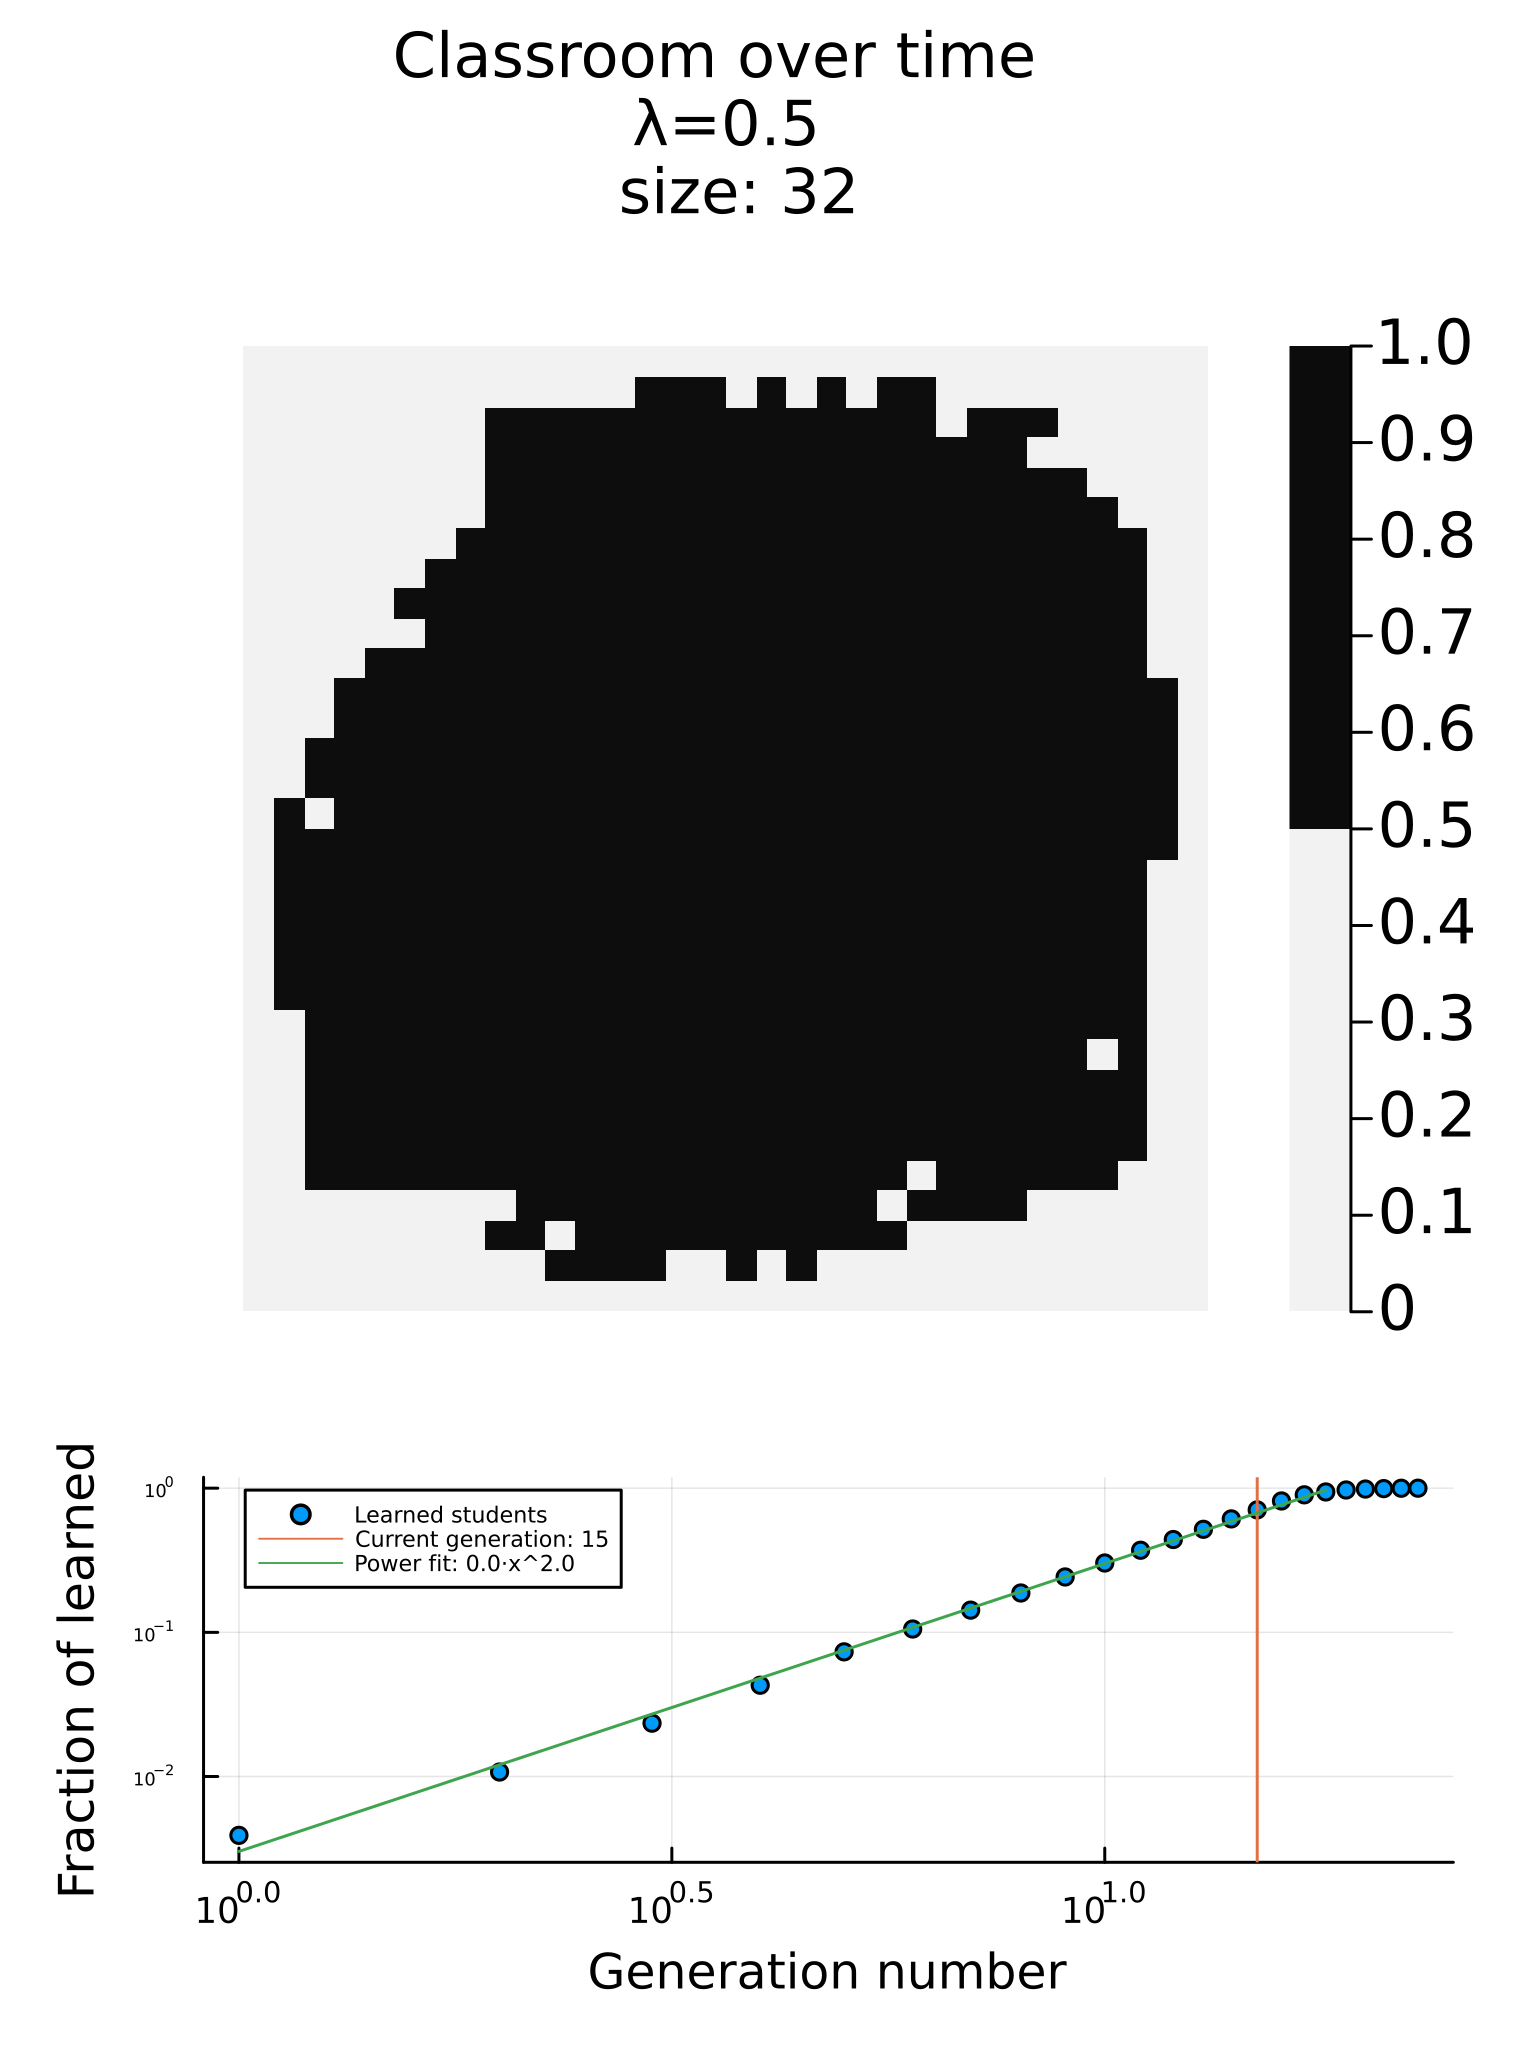 Classroom over time
λ=0.5
size: 32
1.0
0.9
0.8
0.7
0.6
0.5
0.4
0.3
0.2
0.1
0
Fraction of learned
10^0
10^−1
10^−2
Learned students
Current generation: 15
Power fit: 0.0·x^2.0
10^0.0 10^0.5 10^1.0
Generation number